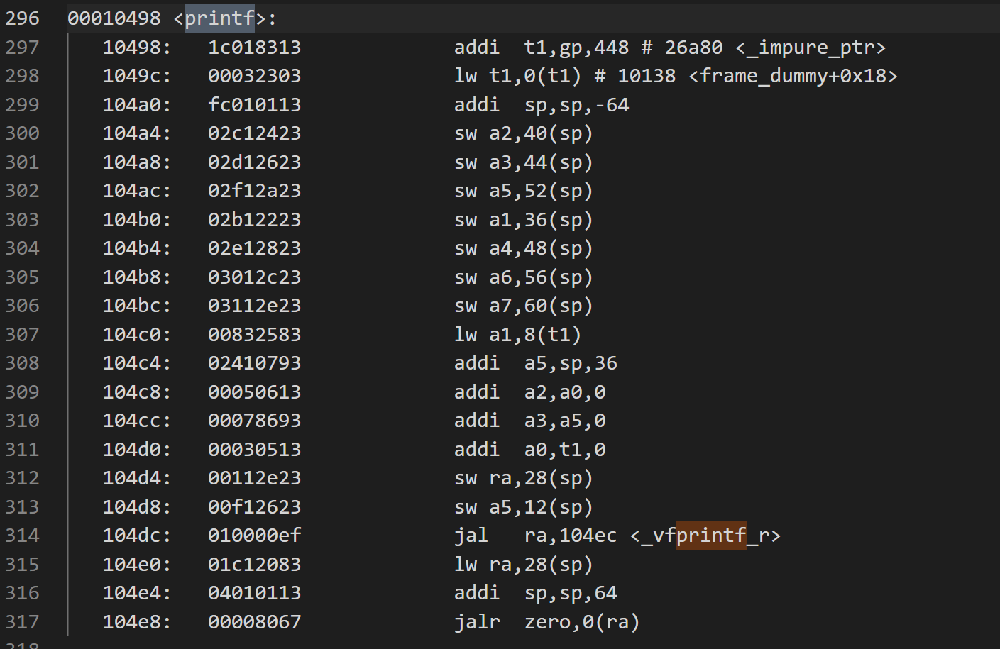 296 00010498 <printf>:
297 10498: 1c018313 addi t1,gp,448 # 26a80 <_impure_ptr>
298 1049c: 00032303 lw t1,0(t1) # 10138 <frame_dummy+0x18>
299 104a0: fc010113 addi sp,sp,-64
300 104a4: 02c12423 sw a2,40(sp)
301 104a8: 02d12623 sw a3,44(sp)
302 104ac: 02f12a23 sw a5,52(sp)
303 104b0: 02b12223 sw a1,36(sp)
304 104b4: 02e12823 sw a4,48(sp)
305 104b8: 03012c23 sw a6,56(sp)
306 104bc: 03112e23 sw a7,60(sp)
307 104c0: 00832583 lw a1,8(t1)
308 104c4: 02410793 addi a5,sp,36
309 104c8: 00050613 addi a2,a0,0
310 104cc: 00078693 addi a3,a5,0
311 104d0: 00030513 addi a0,t1,0
312 104d4: 00112e23 sw ra,28(sp)
313 104d8: 00f12623 sw a5,12(sp)
314 104dc: 010000ef jal ra,104ec <_vfprintf_r>
315 104e0: 01c12083 lw ra,28(sp)
316 104e4: 04010113 addi sp,sp,64
317 104e8: 00008067 jalr zero,0(ra)
318